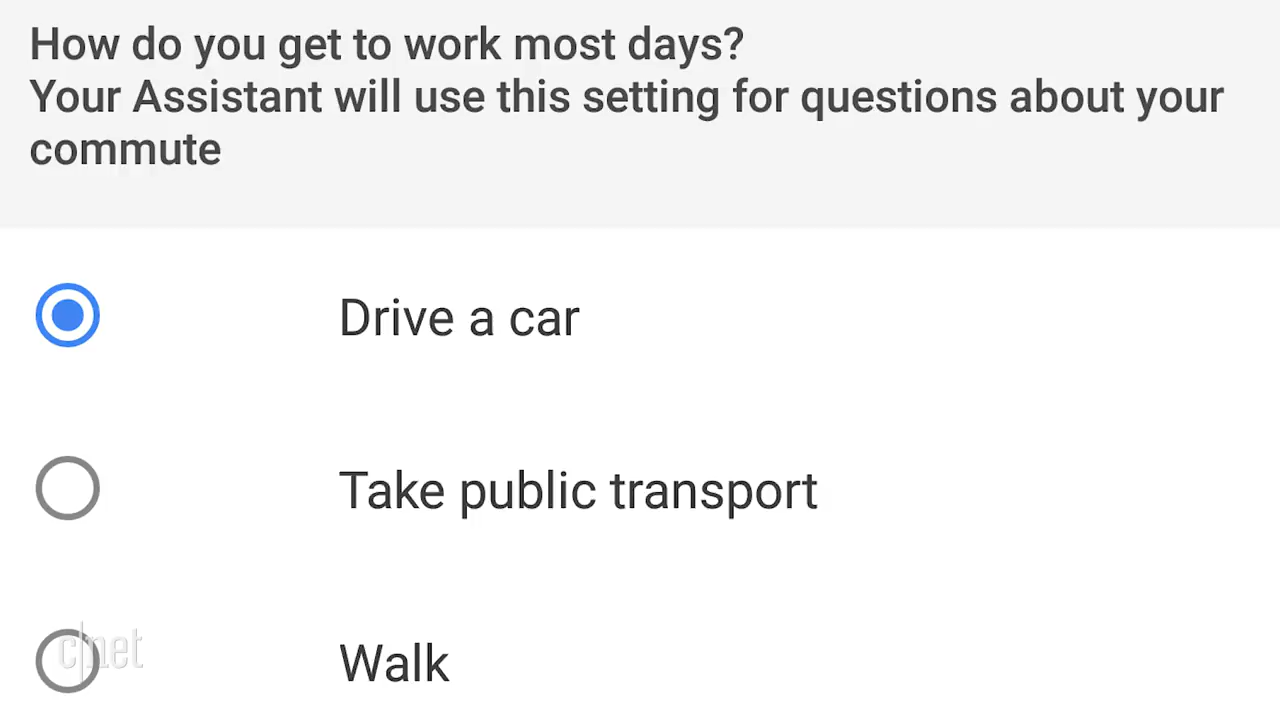 How do you get to work most days?
Your Assistant will use this setting for questions about your
commute
Drive a car
Take public transport
c|net
Walk